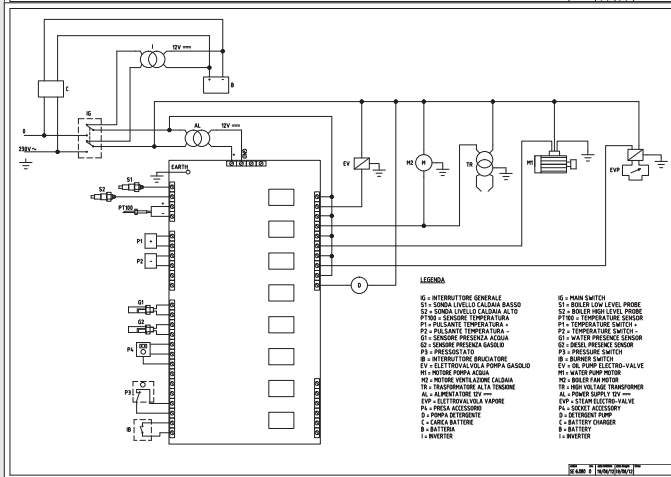 I
12V ⎓
+ -
B
C
IG
0
230V~
AL
12V ⎓
+
GND
EARTH
S1
S2
PT100
+
-
P1
+
P2
-
G1
G2
P4
P3
IB
EV
M2
M
TR
M1
EVP
D
LEGENDA
IG = INTERRUTTORE GENERALE
S1 = SONDA LIVELLO CALDAIA BASSO
S2 = SONDA LIVELLO CALDAIA ALTO
PT100 = SENSORE TEMPERATURA
P1 = PULSANTE TEMPERATURA +
P2 = PULSANTE TEMPERATURA -
G1 = SENSORE PRESENZA ACQUA
G2 = SENSORE PRESENZA GASOLIO
P3 = PRESSOSTATO
IB = INTERRUTTORE BRUCIATORE
EV = ELETTROVALVOLA POMPA GASOLIO
M1 = MOTORE POMPA ACQUA
M2 = MOTORE VENTILAZIONE CALDAIA
TR = TRASFORMATORE ALTA TENSIONE
AL = ALIMENTATORE 12V ⎓
EVP = ELETTROVALVOLA VAPORE
P4 = PRESA ACCESSORIO
D = POMPA DETERGENTE
C = CARICA BATTERIE
B = BATTERIA
I = INVERTER
IG = MAIN SWITCH
S1 = BOILER LOW LEVEL PROBE
S2 = BOILER HIGH LEVEL PROBE
PT100 = TEMPERATURE SENSOR
P1 = TEMPERATURE SWITCH +
P2 = TEMPERATURE SWITCH -
G1 = WATER PRESENCE SENSOR
G2 = DIESEL PRESENCE SENSOR
P3 = PRESSURE SWITCH
IB = BURNER SWITCH
EV = OIL PUMP ELECTRO-VALVE
M1 = WATER PUMP MOTOR
M2 = BOILER FAN MOTOR
TR = HIGH VOLTAGE TRANSFORMER
AL = POWER SUPPLY 12V ⎓
EVP = STEAM ELECTRO-VALVE
P4 = SOCKET ACCESSORY
D = DETERGENT PUMP
C = BATTERY CHARGER
B = BATTERY
I = INVERTER